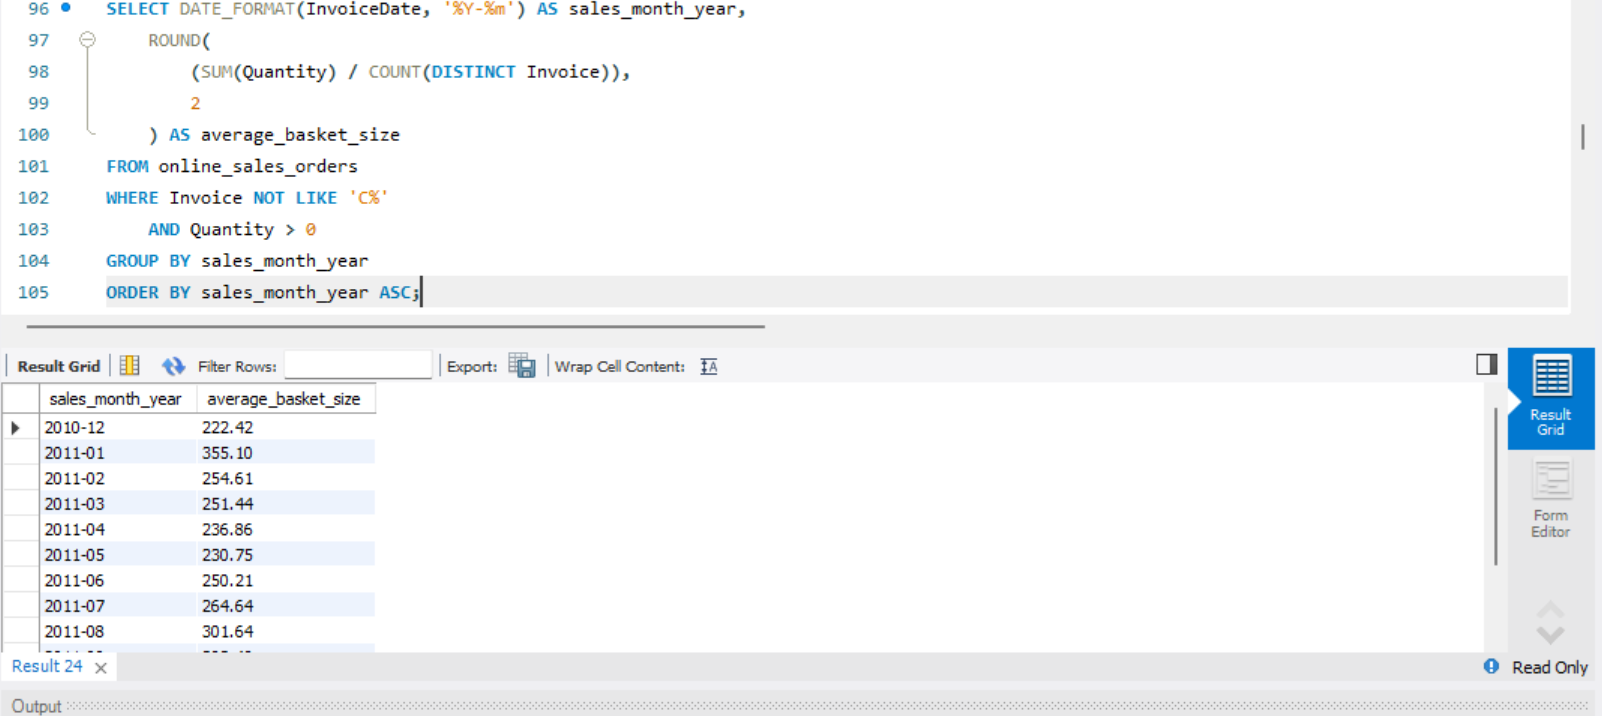 96 SELECT DATE_FORMAT(InvoiceDate, '%Y-%m') AS sales_month_year,
97 ROUND(
98 (SUM(Quantity) / COUNT(DISTINCT Invoice)),
99 2
100 ) AS average_basket_size
101 FROM online_sales_orders
102 WHERE Invoice NOT LIKE 'C%'
103 AND Quantity > 0
104 GROUP BY sales_month_year
105 ORDER BY sales_month_year ASC;
Result Grid Filter Rows: Export: Wrap Cell Content:
sales_month_year average_basket_size
2010-12 222.42
2011-01 355.10
2011-02 254.61
2011-03 251.44
2011-04 236.86
2011-05 230.75
2011-06 250.21
2011-07 264.64
2011-08 301.64
Result
Grid
Form
Editor
Result 24 Read Only
Output